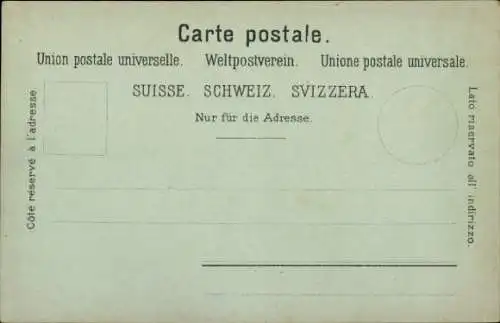 Carte postale.
Union postale universelle. Weltpostverein. Unione postale universale.
SUISSE. SCHWEIZ. SVIZZERA.
Nur für die Adresse.
Côté réservé à l'adresse.
Lato riservato all' indirizzo.